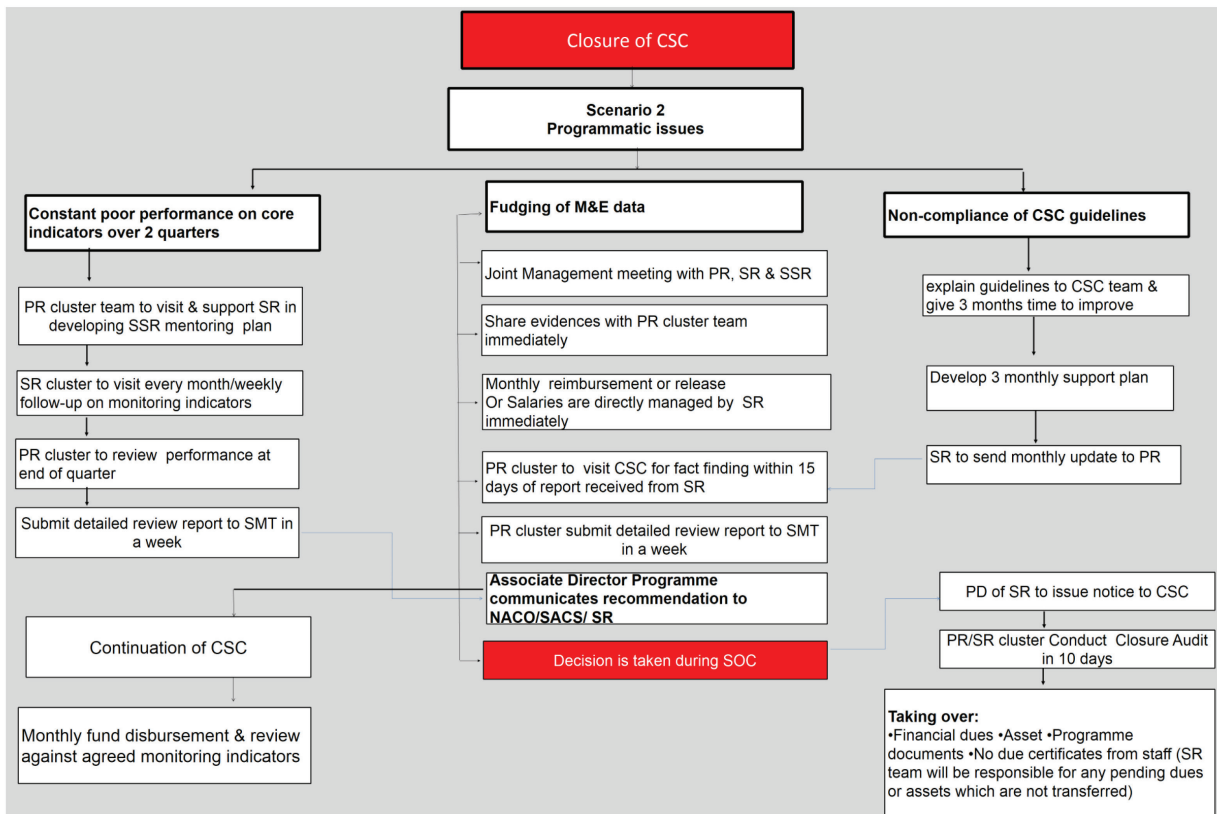 Closure of CSC
Scenario 2
Programmatic issues
Constant poor performance on core
indicators over 2 quarters
PR cluster team to visit & support SR in
developing SSR mentoring plan
SR cluster to visit every month/weekly
follow-up on monitoring indicators
PR cluster to review performance at
end of quarter
Submit detailed review report to SMT in
a week
Continuation of CSC
Monthly fund disbursement & review
against agreed monitoring indicators
Fudging of M&E data
Joint Management meeting with PR, SR & SSR
Share evidences with PR cluster team
immediately
Monthly reimbursement or release
Or Salaries are directly managed by SR
immediately
PR cluster to visit CSC for fact finding within 15
days of report received from SR
PR cluster submit detailed review report to SMT
in a week
Associate Director Programme
communicates recommendation to
NACO/SACS/ SR
Decision is taken during SOC
Non-compliance of CSC guidelines
explain guidelines to CSC team &
give 3 months time to improve
Develop 3 monthly support plan
SR to send monthly update to PR
PD of SR to issue notice to CSC
PR/SR cluster Conduct Closure Audit
in 10 days
Taking over:
•Financial dues •Asset •Programme
documents •No due certificates from staff (SR
team will be responsible for any pending dues
or assets which are not transferred)